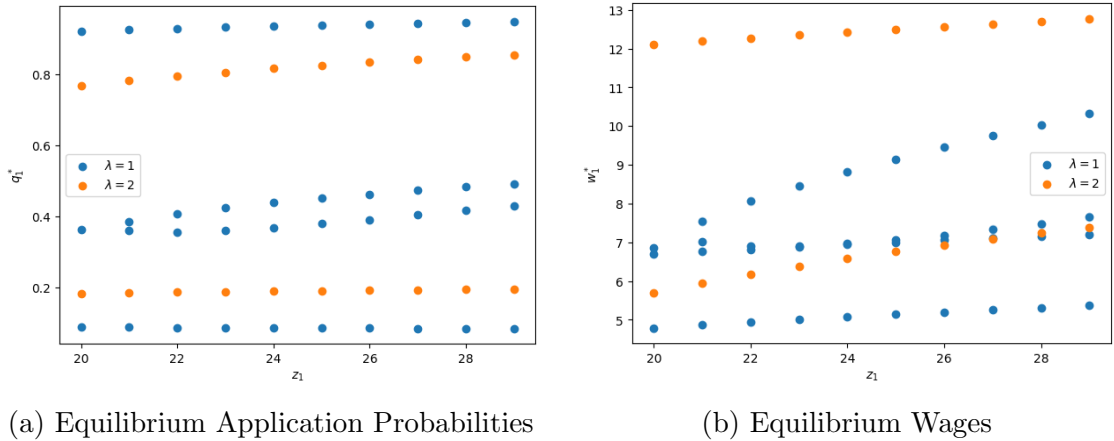 0.8
0.6
0.4
0.2
20
22
24
26
28
z₁
q₁*
λ = 1
λ = 2
13
12
11
10
9
8
7
6
5
20
22
24
26
28
z₁
w₁*
λ = 1
λ = 2
(a) Equilibrium Application Probabilities
(b) Equilibrium Wages